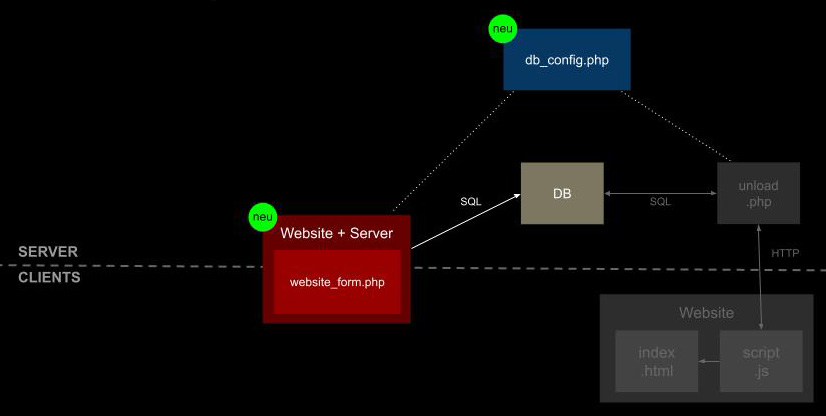 neu
db_config.php
DB
unload
.php
SQL
SQL
neu
Website + Server
website_form.php
SERVER
CLIENTS
HTTP
Website
index
.html
script
.js